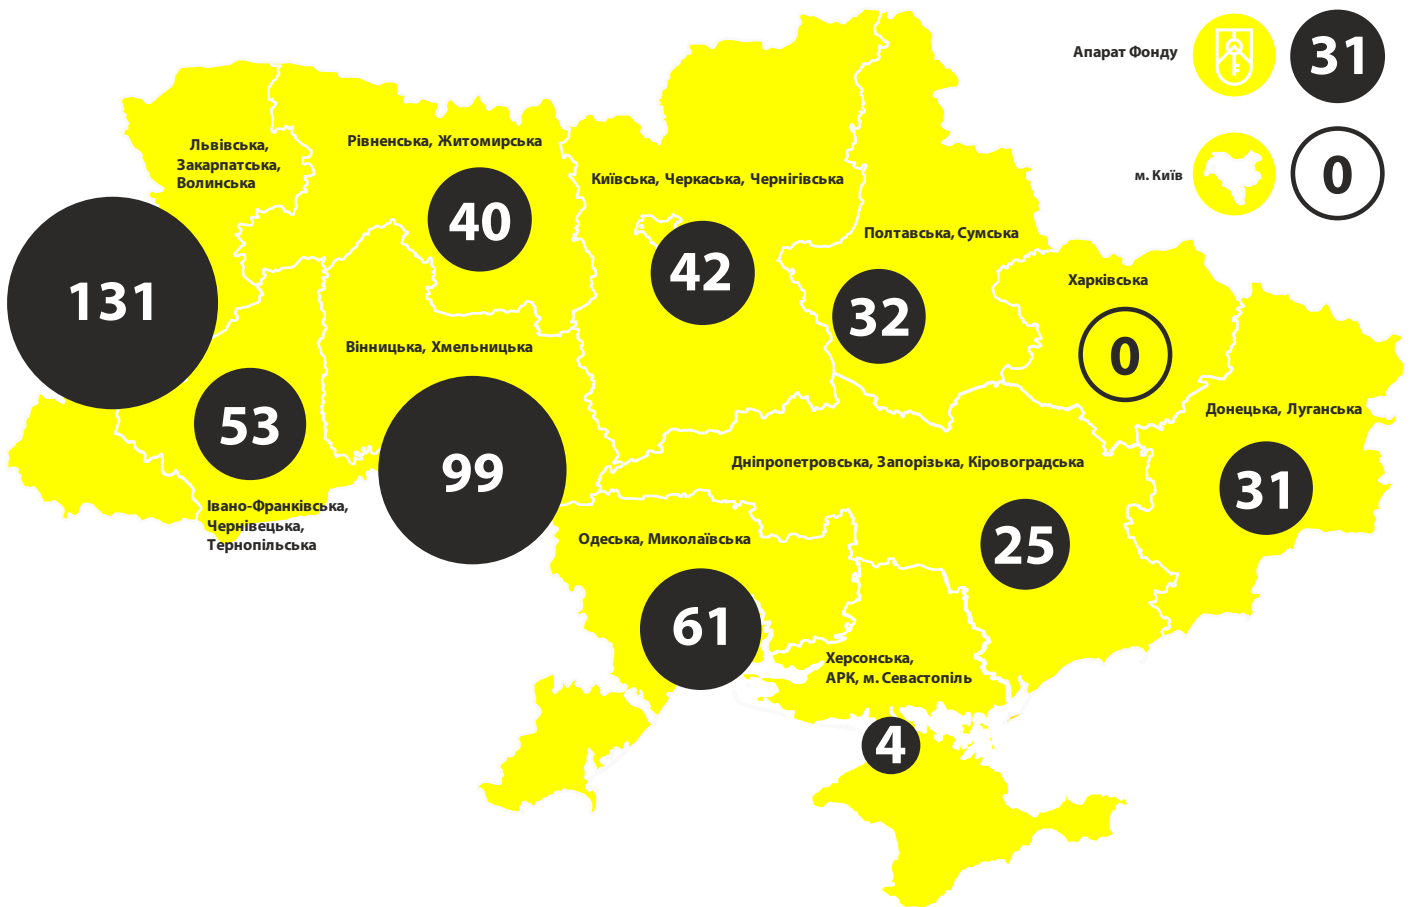 Апарат Фонду
31
м. Київ
0
Львівська,
Закарпатська,
Волинська
131
Рівненська, Житомирська
40
Київська, Черкаська, Чернігівська
42
Полтавська, Сумська
32
Харківська
0
Вінницька, Хмельницька
99
53
Івано-Франківська,
Чернівецька,
Тернопільська
Донецька, Луганська
31
Дніпропетровська, Запорізька, Кіровоградська
25
Одеська, Миколаївська
61
Херсонська,
АРК, м. Севастопіль
4